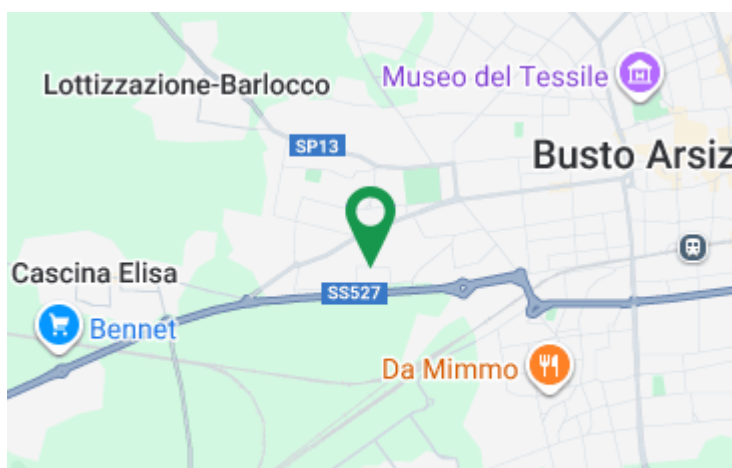 Museo del Tessile
Lottizzazione-Barlocco
SP13
Busto Arsiz
Cascina Elisa
SS527
Bennet
Da Mimmo